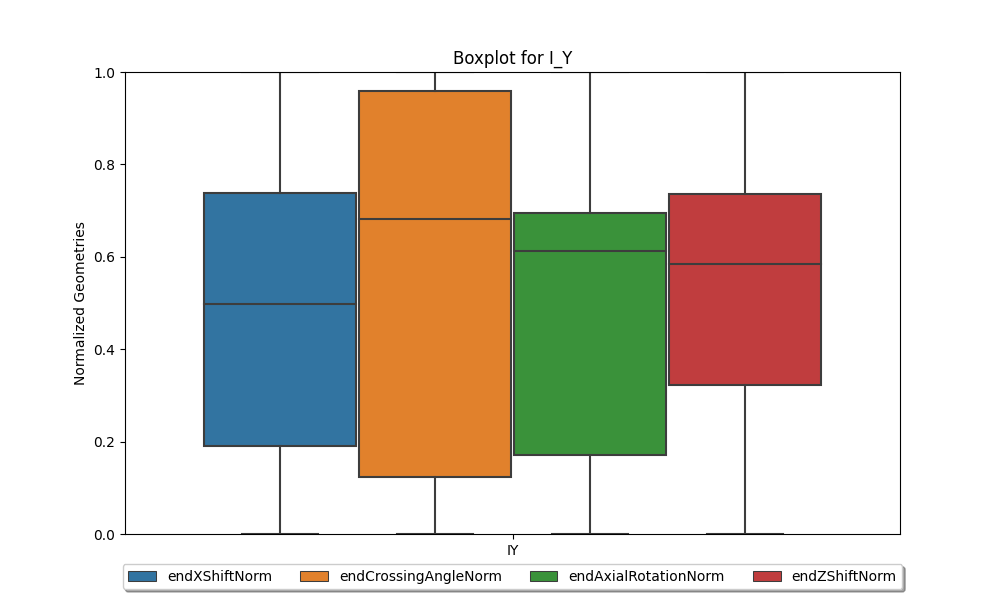 Boxplot for I_Y
1.0
0.8
0.6
0.4
0.2
0.0
Normalized Geometries
IY
endXShiftNorm endCrossingAngleNorm endAxialRotationNorm endZShiftNorm